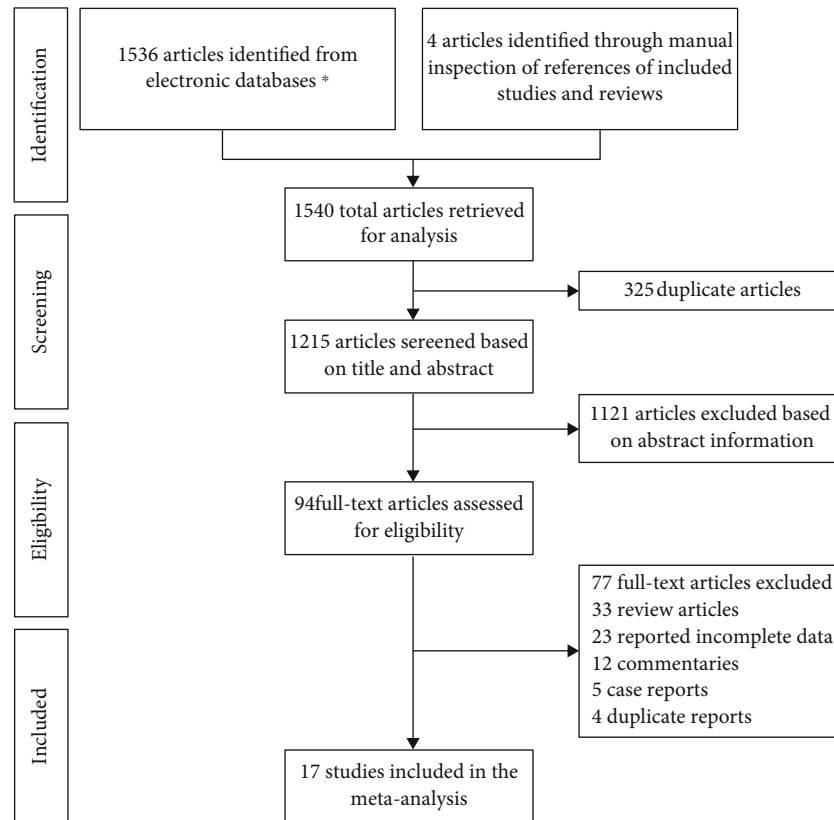 Identification
1536 articles identified from
electronic databases *
4 articles identified through manual
inspection of references of included
studies and reviews
1540 total articles retrieved
for analysis
Screening
325 duplicate articles
1215 articles sereened based
on title and abstract
1121 articles excluded based
on abstract information
Eligibility
94full-text articles assessed
for eligibility
77 full-text articles excluded
33 review articles
23 reported incomplete data
12 commentaries
5 case reports
4 duplicate reports
Included
17 studies included in the
meta-analysis